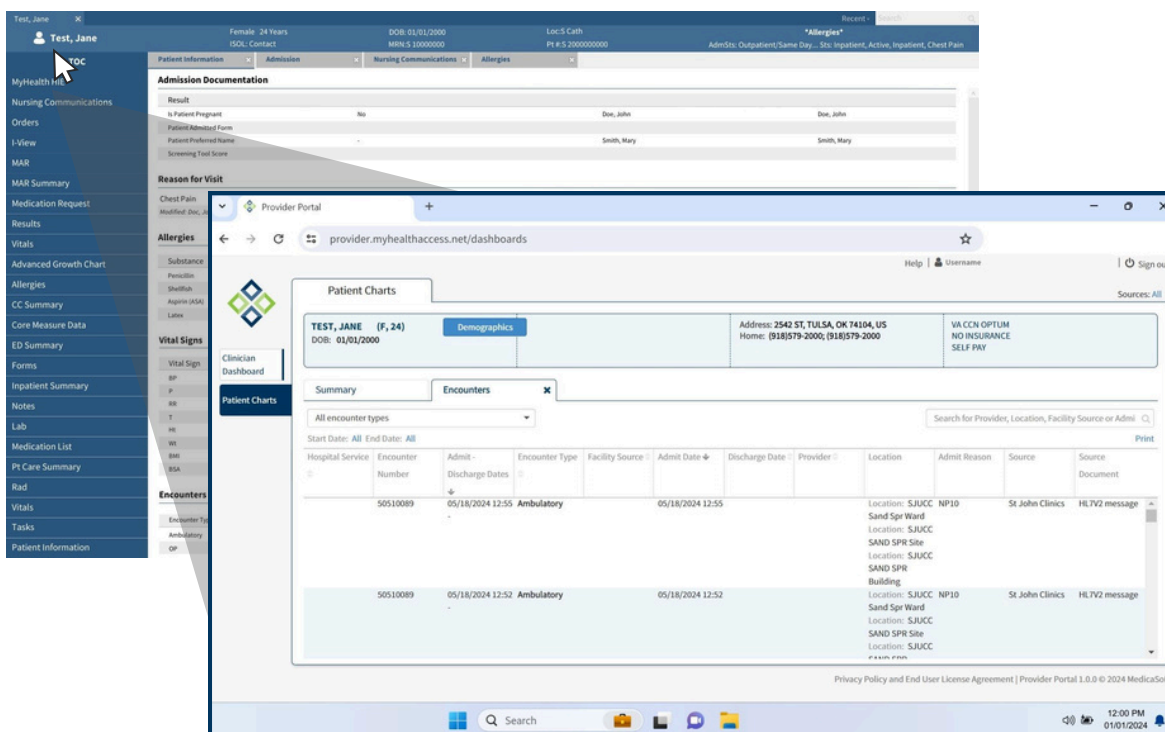 Test, Jane
Recent -
Search
Test, Jane
Female 24 Years
DOB: 01/01/2000
Loc:S Cath
*Allergies*
ISOL: Contact
MRN:S 10000000
Pt #:S 2000000000
AdmSts: Outpatient/Same Day... Sts: Inpatient, Active, Inpatient, Chest Pain
TOC
Patient Information
Admission
Nursing Communications
Allergies
MyHealth HIE
Nursing Communications
Orders
I-View
MAR
MAR Summary
Medication Request
Results
Vitals
Advanced Growth Chart
Allergies
CC Summary
Core Measure Data
ED Summary
Forms
Inpatient Summary
Notes
Lab
Medication List
Pt Care Summary
Rad
Vitals
Tasks
Patient Information
Admission Documentation
Result
Is Patient Pregnant No Doe, John Doe, John
Patient Admitted Form
Patient Preferred Name - Smith, Mary Smith, Mary
Screening Tool Score
Reason for Visit
Chest Pain
Modified: Doc, Jo
Allergies
Substance
Penicillin
Shellfish
Aspirin (ASA)
Latex
Vital Signs
Vital Sign
BP
P
RR
T
Wt
BMI
BSA
Encounters
Encounter Typ
Ambulatory
OP
Provider Portal
provider.myhealthaccess.net/dashboards
Help | Username | Sign ou
Patient Charts
Sources: All
TEST, JANE (F, 24)
DOB: 01/01/2000
Demographics
Address: 2542 ST, TULSA, OK 74104, US
Home: (918)579-2000; (918)579-2000
VA CCN OPTUM
NO INSURANCE
SELF PAY
Clinician
Dashboard
Patient Charts
Summary
Encounters
All encounter types
Search for Provider, Location, Facility Source or Admi
Start Date: All End Date: All
Print
Hospital Service
Encounter
Number
Admit -
Discharge Dates
Encounter Type
Facility Source
Admit Date
Discharge Date
Provider
Location
Admit Reason
Source
Source
Document
50510089 05/18/2024 12:55 Ambulatory 05/18/2024 12:55 Location: SJUCC NP10 St John Clinics HL7V2 message
-
Sand Spr Ward
Location: SJUCC
SAND SPR Site
Location: SJUCC
SAND SPR
Building
50510089 05/18/2024 12:52 Ambulatory 05/18/2024 12:52 Location: SJUCC NP10 St John Clinics HL7V2 message
-
Sand Spr Ward
Location: SJUCC
SAND SPR Site
Location: SJUCC
Privacy Policy and End User License Agreement | Provider Portal 1.0.0 © 2024 MedicaSo
Search
12:00 PM
01/01/2024